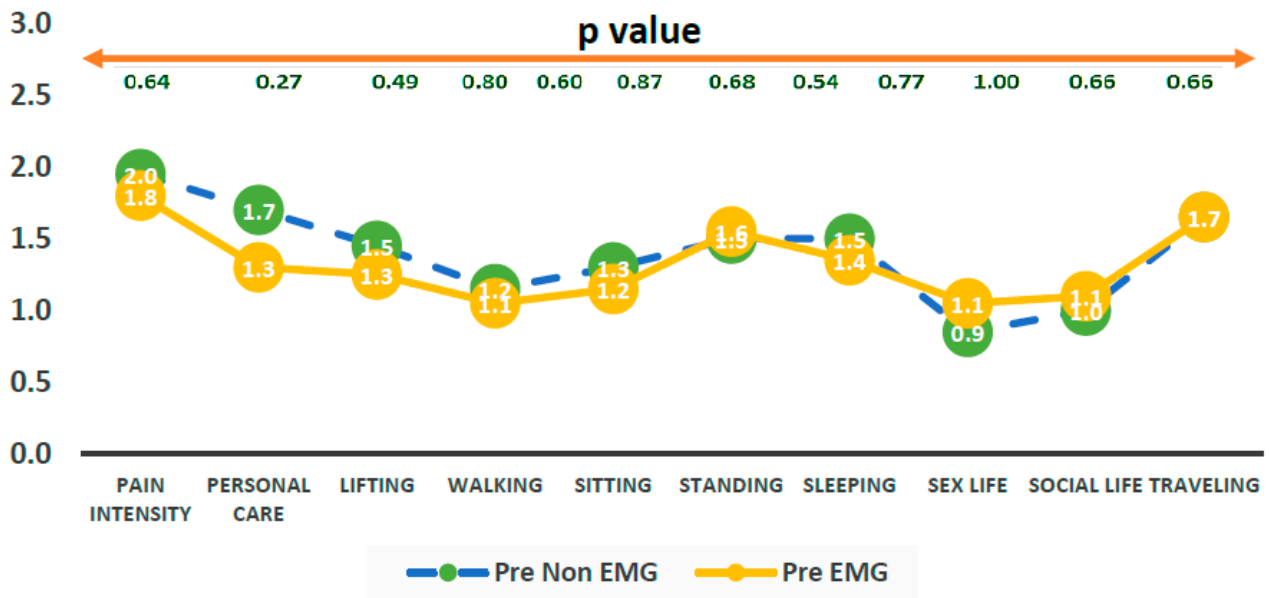 p value
3.0
0.64 0.27 0.49 0.80 0.60 0.87 0.68 0.54 0.77 1.00 0.66 0.66
2.5
2.0
1.5
1.0
0.5
0.0
2.0 1.7 1.5 1.2 1.3 1.5 1.5 0.9 1.0
1.8 1.3 1.3 1.1 1.2 1.6 1.4 1.1 1.1 1.7
PAIN INTENSITY
PERSONAL CARE
LIFTING
WALKING
SITTING
STANDING
SLEEPING
SEX LIFE
SOCIAL LIFE
TRAVELING
Pre Non EMG
Pre EMG